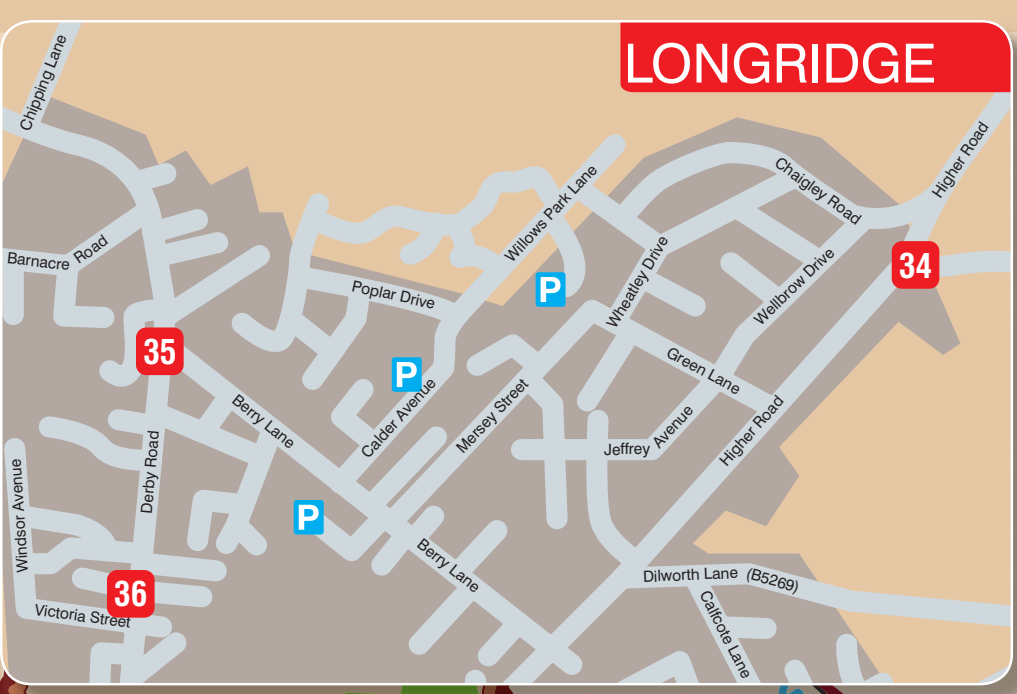 LONGRIDGE
Chipping Lane
Higher Road
Chaigley Road
Willows Park Lane
Barnacre Road
Wheatley Drive
34
Wellbrow Drive
Poplar Drive
P
35
P
Green Lane
Berry Lane
Calder Avenue
Mersey Street
Higher Road
Jeffrey Avenue
Derby Road
Windsor Avenue
P
Berry Lane
Dilworth Lane (B5269)
36
Victoria Street
Calfcote Lane